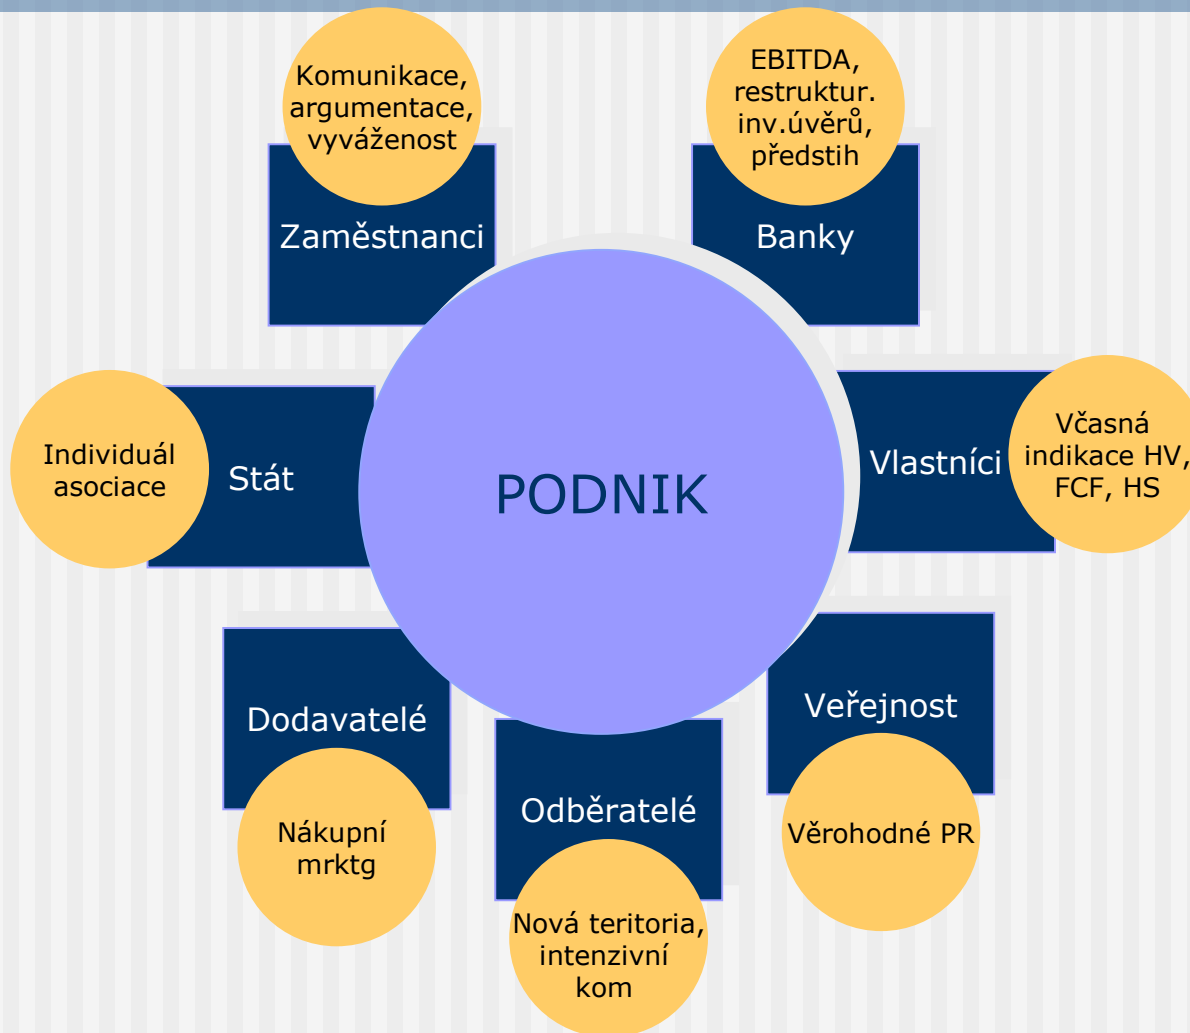 Komunikace,
argumentace,
vyváženost
Zaměstnanci
EBITDA,
restruktur.
inv.úvěrů,
předstih
Banky
Individuál
asociace
Stát
PODNIK
Vlastníci
Včasná
indikace HV,
FCF, HS
Dodavatelé
Nákupní
mrktg
Odběratelé
Nová teritoria,
intenzivní
kom
Veřejnost
Věrohodné PR